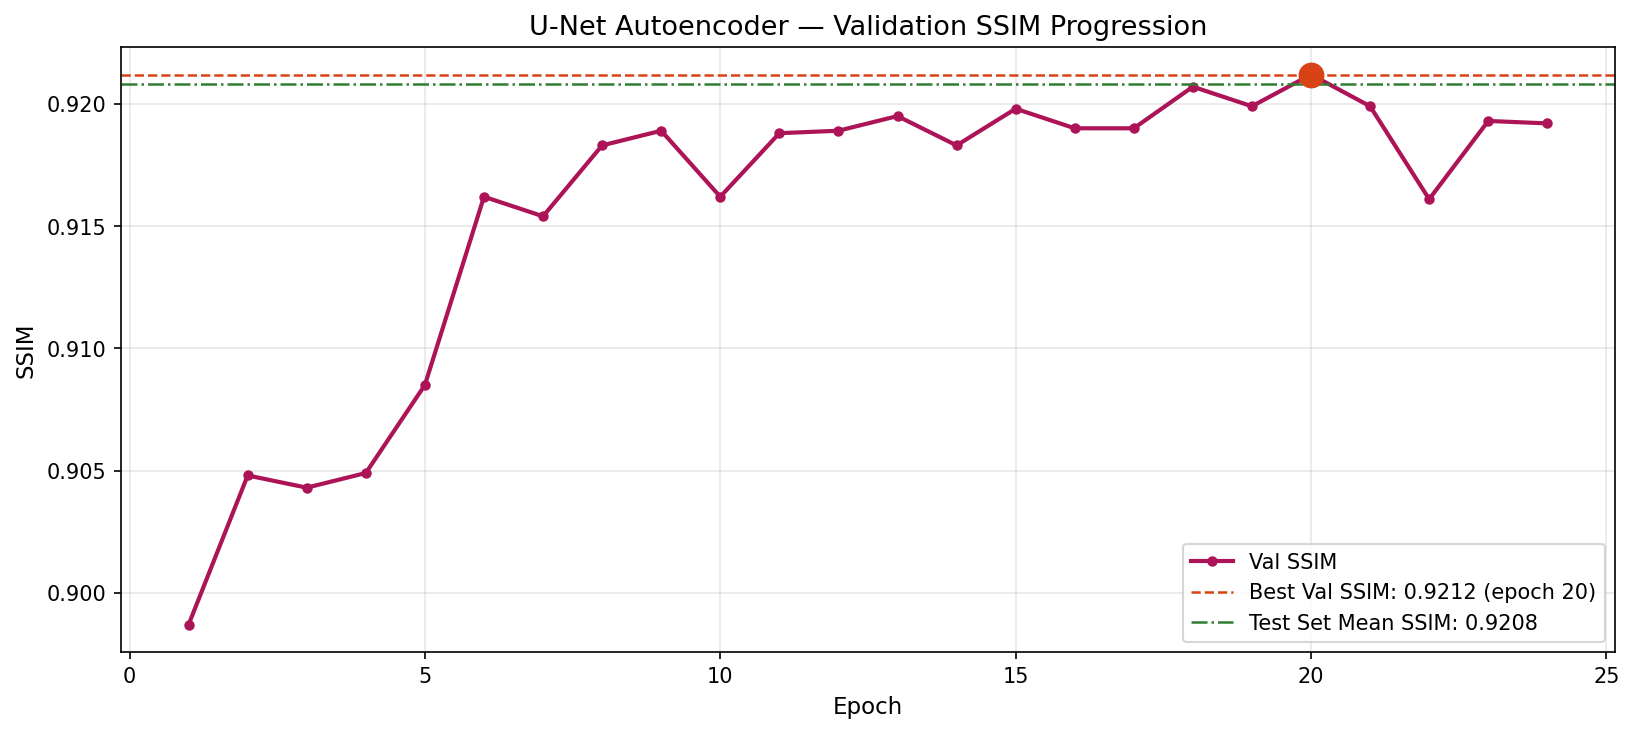 U-Net Autoencoder — Validation SSIM Progression
0.920
0.915
0.910
0.905
0.900
SSIM
0
5
10
15
20
25
Epoch
Val SSIM
Best Val SSIM: 0.9212 (epoch 20)
Test Set Mean SSIM: 0.9208